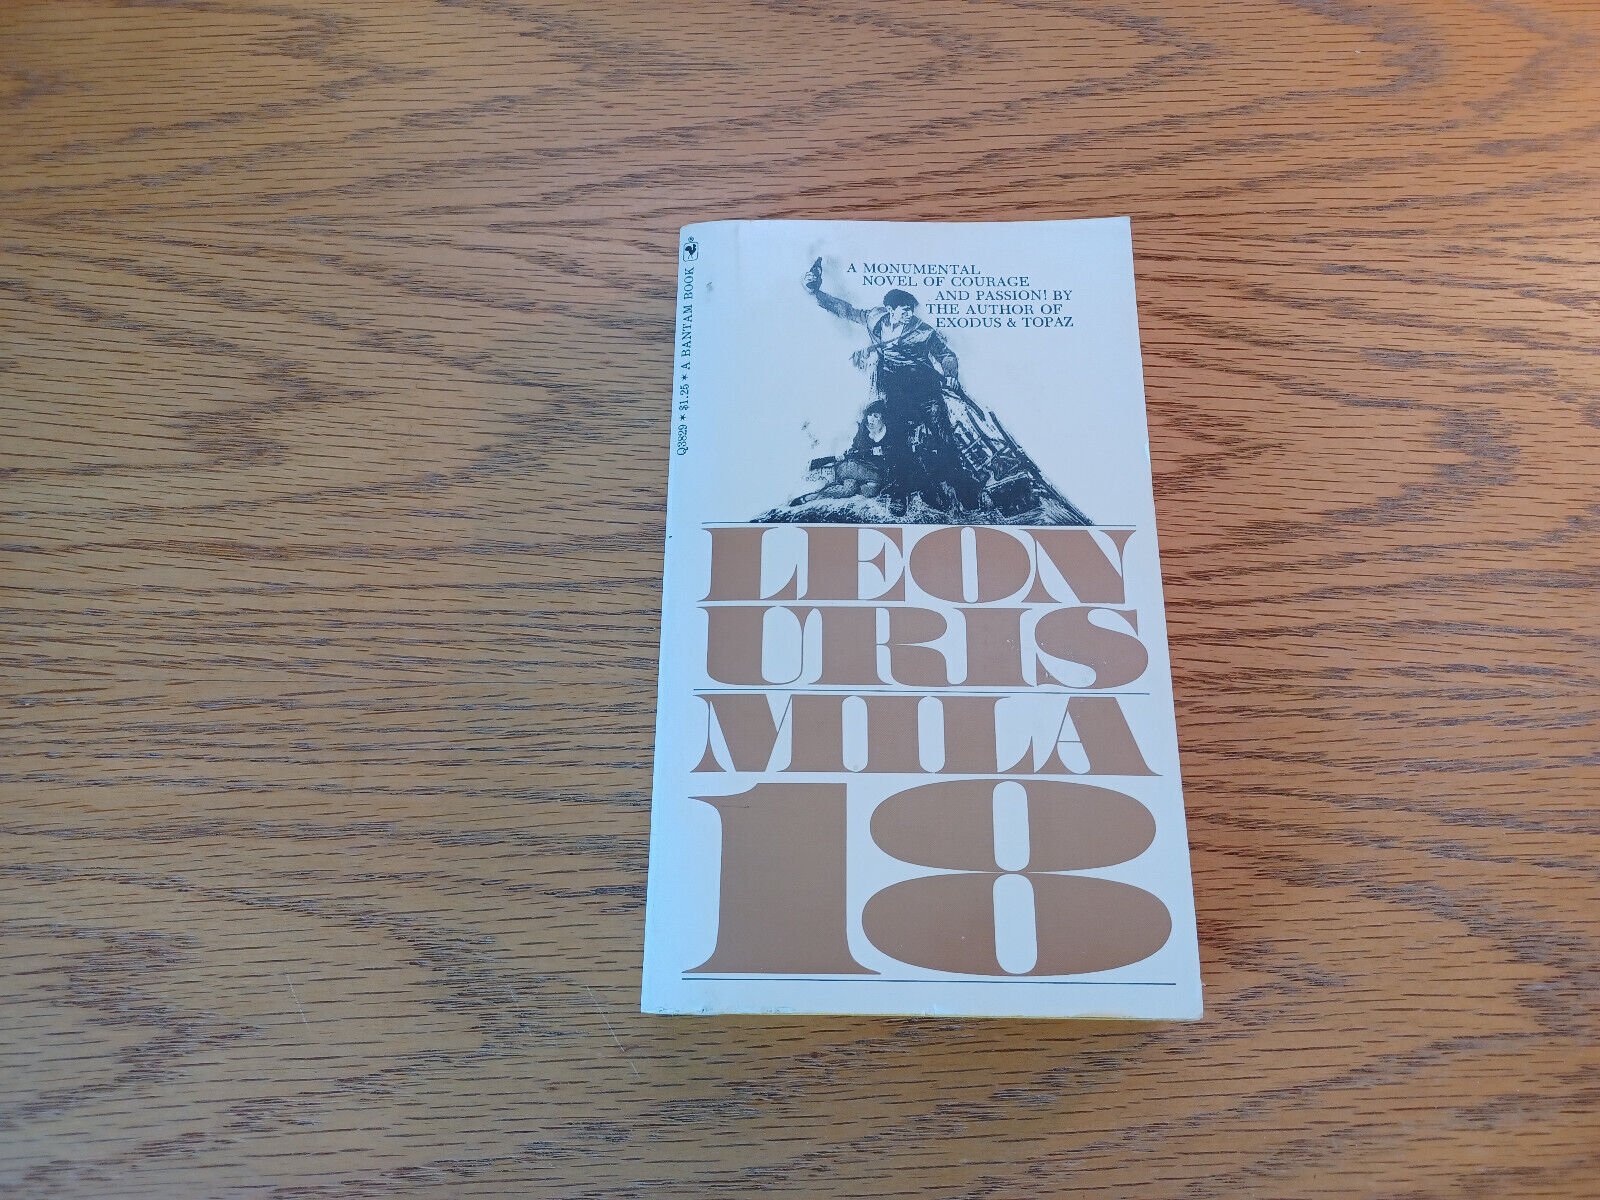 Q3829 * $1.25 * A BANTAM BOOK ®
A MONUMENTAL
NOVEL OF COURAGE
AND PASSION! BY
THE AUTHOR OF
EXODUS & TOPAZ
LEON
URIS
MILA
18